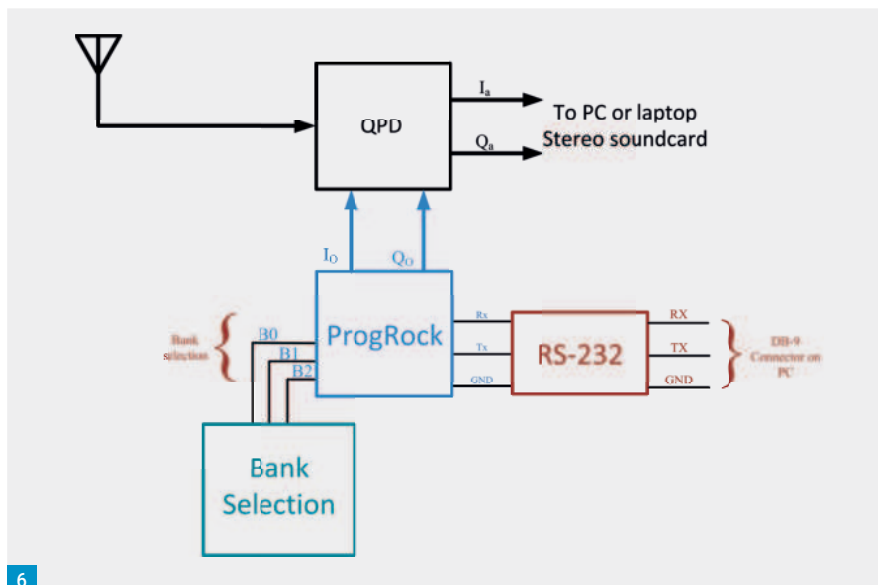 QPD
Ia
Qa
To PC or laptop
Stereo soundcard
IO
QO
Bank
selection
B0
B1
B2
ProgRock
Rx
Tx
GND
RS-232
RX
TX
GND
DB-9
Connector on
PC
Bank
Selection
6